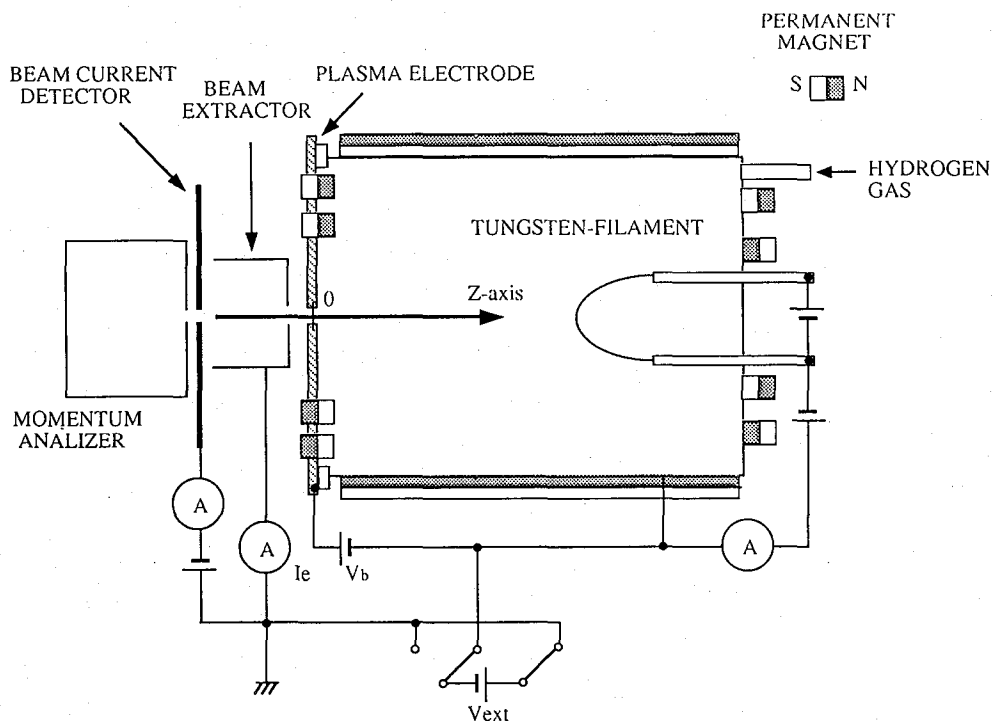 PERMANENT
MAGNET
S N
BEAM CURRENT
DETECTOR
BEAM
EXTRACTOR
PLASMA ELECTRODE
HYDROGEN
GAS
TUNGSTEN-FILAMENT
0
Z-axis
MOMENTUM
ANALIZER
A
A
Ie
Vb
A
Vext